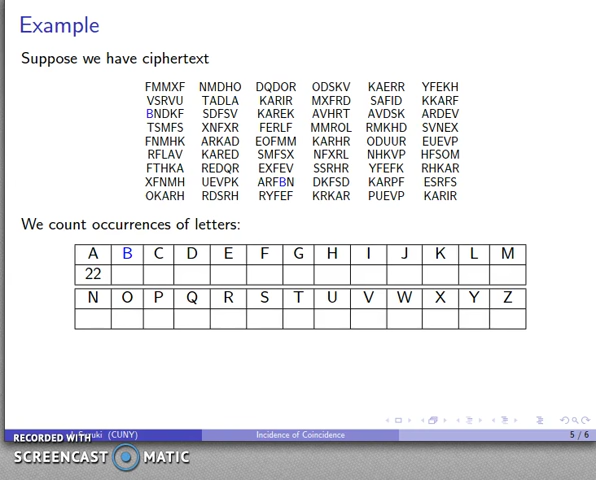 Example
Suppose we have ciphertext
FMMXF NMDHO DQDOR ODSKV KAERR YFEKH
VSRVU TADLA KARIR MXFRD SAFID KKARF
BNDKF SDFSV KAREK AVHRT AVDSK ARDEV
TSMFS XNFXR FERLF MMROL RMKHD SVNEX
FNMHK ARKAD EOFMM KARHR ODUUR EUEVP
RFLAV KARED SMFSX NFXRL NHKVP HFSOM
FTHKA REDQR EXFEV SSRHR YFEFK RHKAR
XFNMH UEVPK ARFBN DKFSD KARPF ESRFS
OKARH RDSRH RYFEF KRKAR PUEVP KARIR
We count occurrences of letters:
A B C D E F G H I J K L M
22
N O P Q R S T U V W X Y Z
(CUNY) Incidence of Coincidence 5 / 6
RECORDED WITH
SCREENCAST MATIC